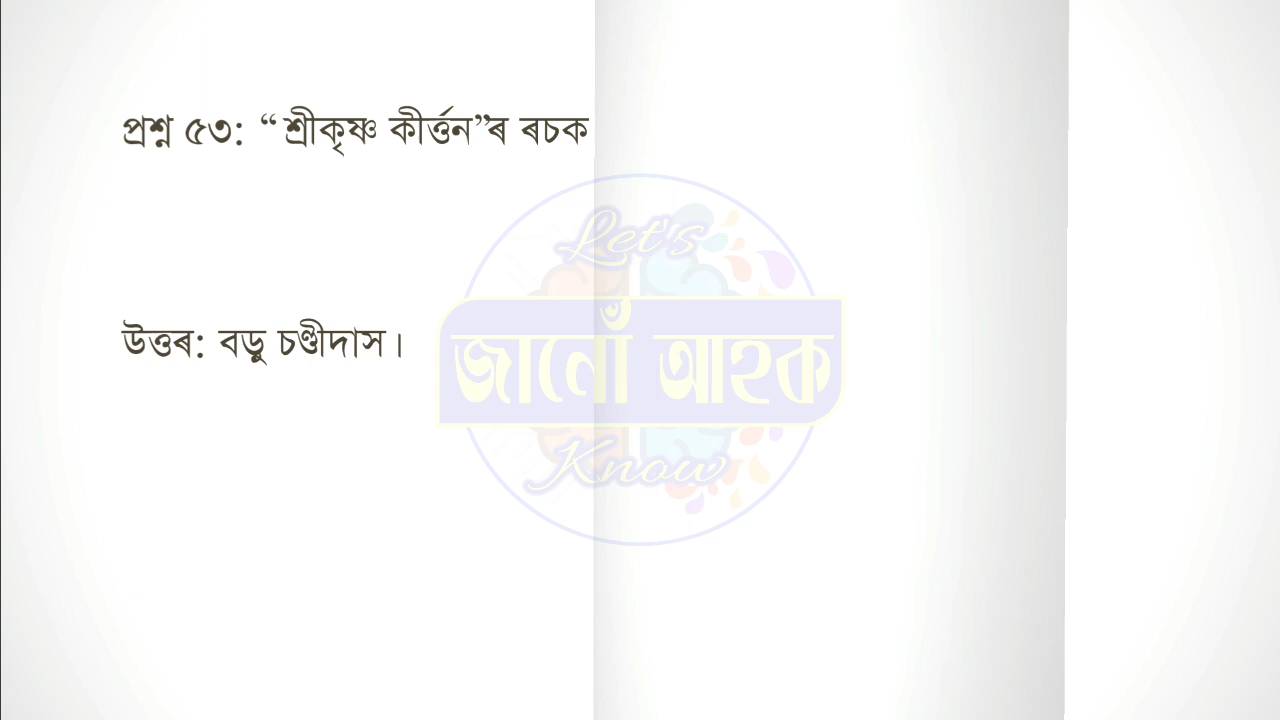 প্ৰশ্ন ৫৩: “শ্ৰীকৃষ্ণ কীৰ্ত্তন”ৰ ৰচক
Let's
উত্তৰ: বড়ু চণ্ডীদাস।
জানোঁ আহক
Know